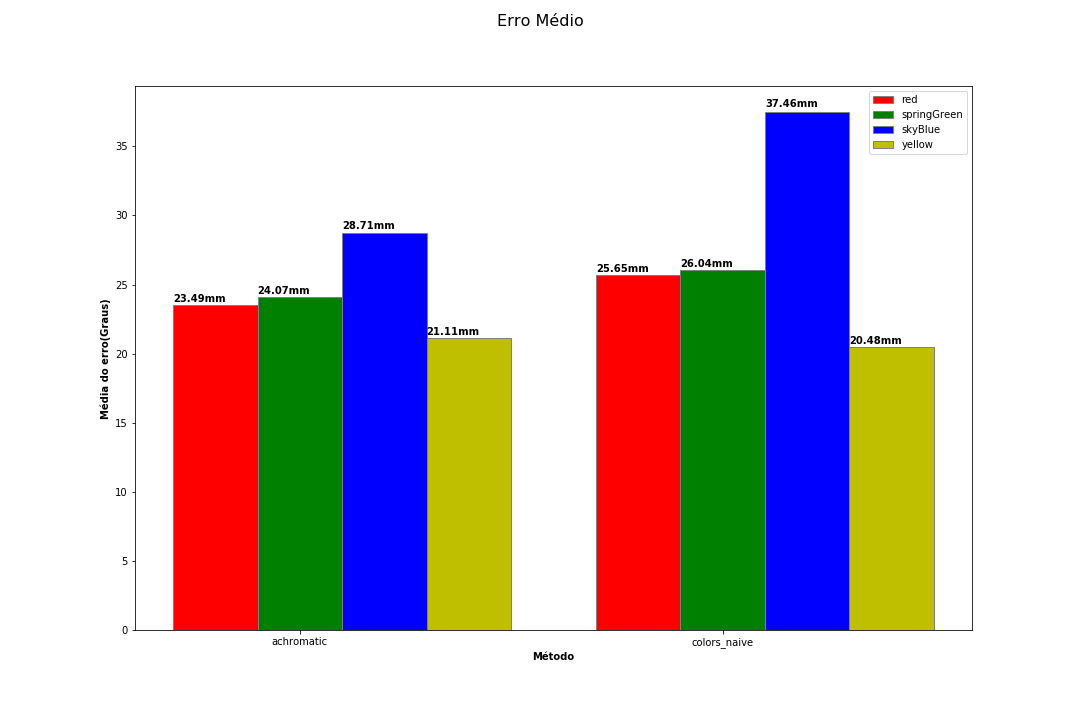 Erro Médio
37.46mm
red
springGreen
skyBlue
yellow
28.71mm
25.65mm
26.04mm
23.49mm
24.07mm
21.11mm
20.48mm
Média do erro(Graus)
35
30
25
20
15
10
5
0
achromatic
colors_naive
Método